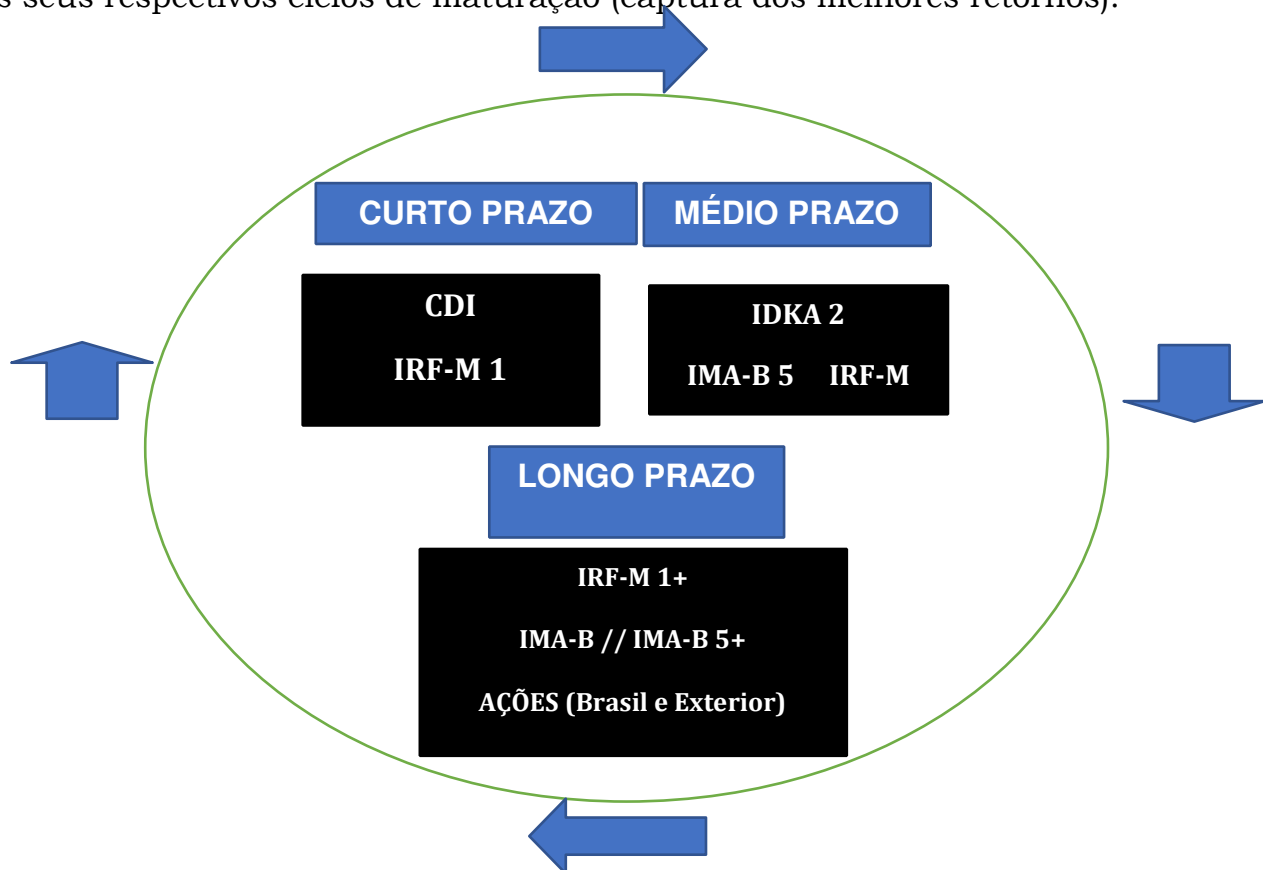 s seus respectivos ciclos de maturação (captura dos melhores retornos).
CURTO PRAZO
MÉDIO PRAZO
CDI
IRF-M 1
IDKA 2
IMA-B 5 IRF-M
LONGO PRAZO
IRF-M 1+
IMA-B // IMA-B 5+
AÇÕES (Brasil e Exterior)